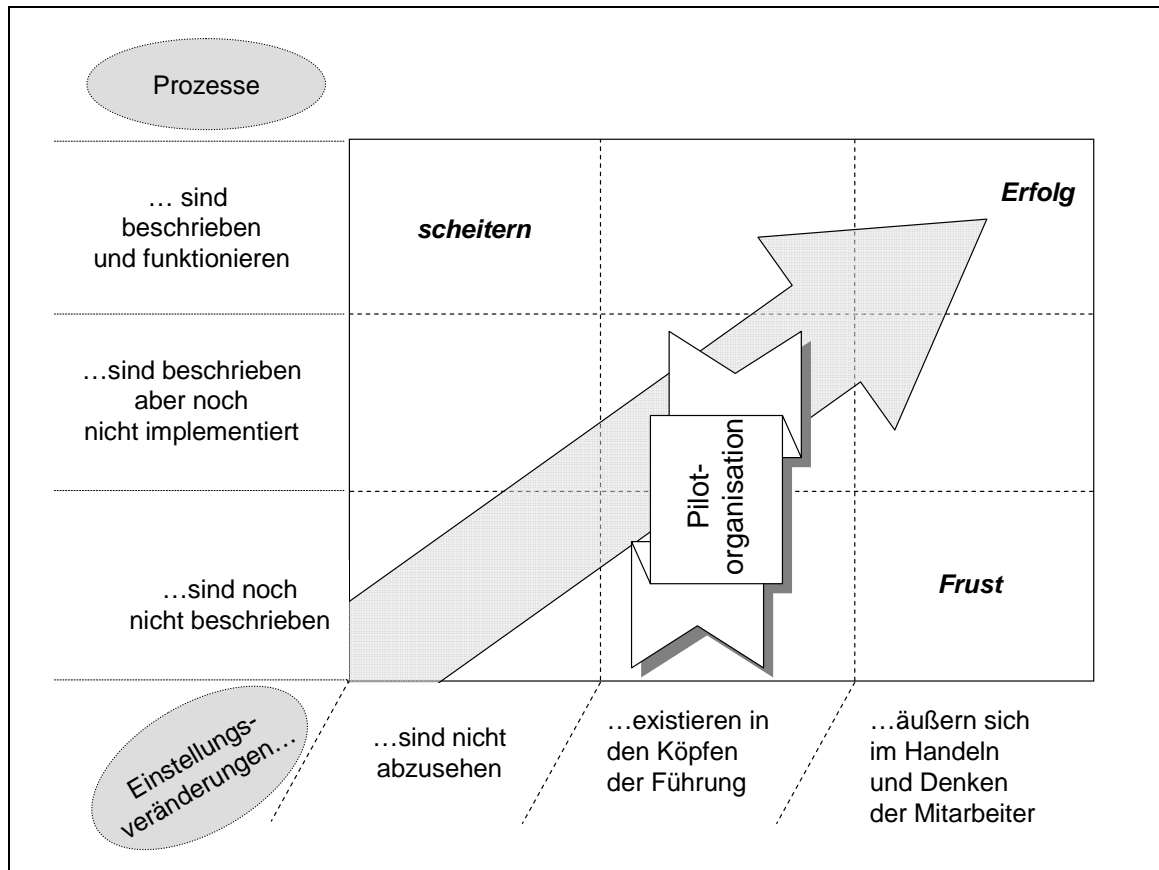 Prozesse
… sind
beschrieben
und funktionieren
scheitern
Erfolg
…sind beschrieben
aber noch
nicht implementiert
Pilot-
organisation
…sind noch
nicht beschrieben
Frust
Einstellungs-
veränderungen…
…sind nicht
abzusehen
…existieren in
den Köpfen
der Führung
…äußern sich
im Handeln
und Denken
der Mitarbeiter